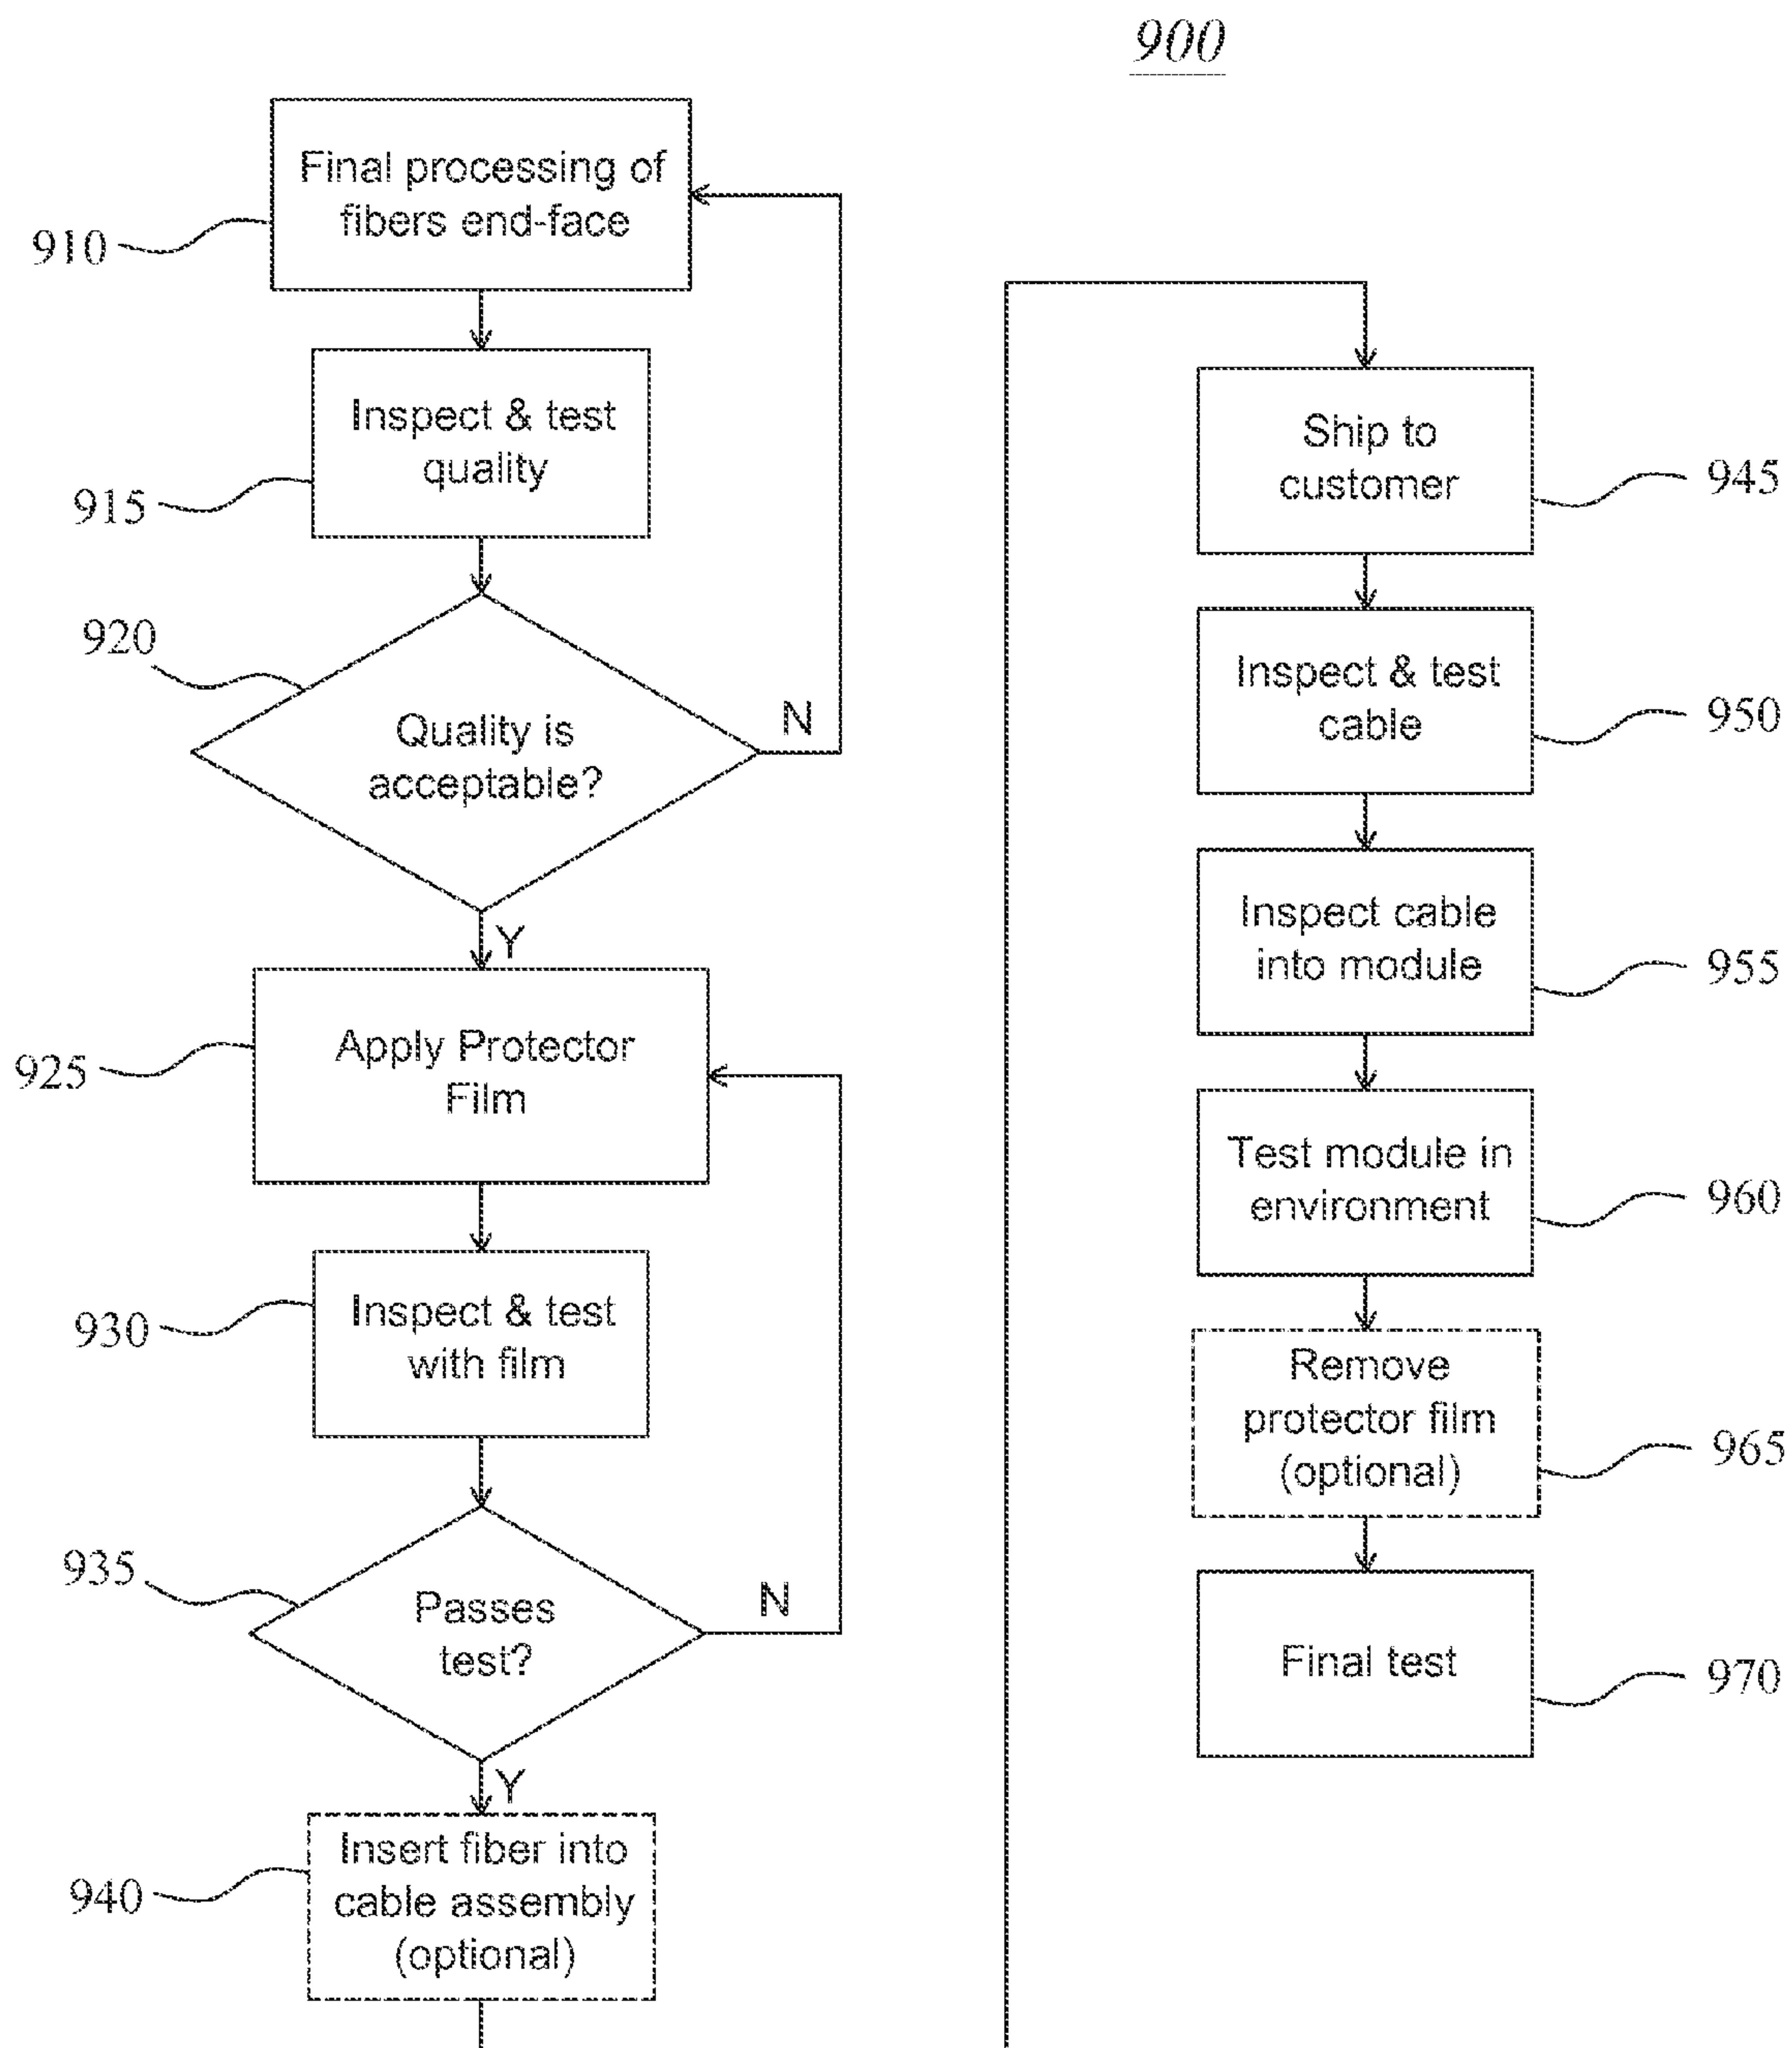 900
Final processing of
fibers end-face
910
Inspect & test
quality
915
920
Quality is
acceptable?
N
Y
Apply Protector
Film
925
Inspect & test
with film
930
935
Passes
test?
N
Y
Insert fiber into
cable assembly
(optional)
940
Ship to
customer
945
Inspect & test
cable
950
Inspect cable
into module
955
Test module in
environment
960
Remove
protector film
(optional)
965
Final test
970